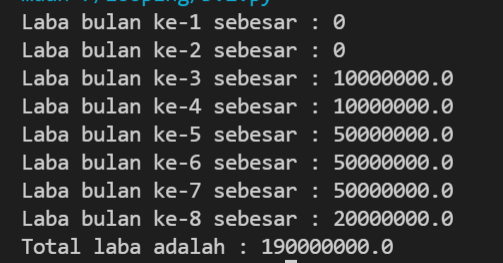 Laba bulan ke-1 sebesar : 0
Laba bulan ke-2 sebesar : 0
Laba bulan ke-3 sebesar : 10000000.0
Laba bulan ke-4 sebesar : 10000000.0
Laba bulan ke-5 sebesar : 50000000.0
Laba bulan ke-6 sebesar : 50000000.0
Laba bulan ke-7 sebesar : 50000000.0
Laba bulan ke-8 sebesar : 20000000.0
Total laba adalah : 190000000.0